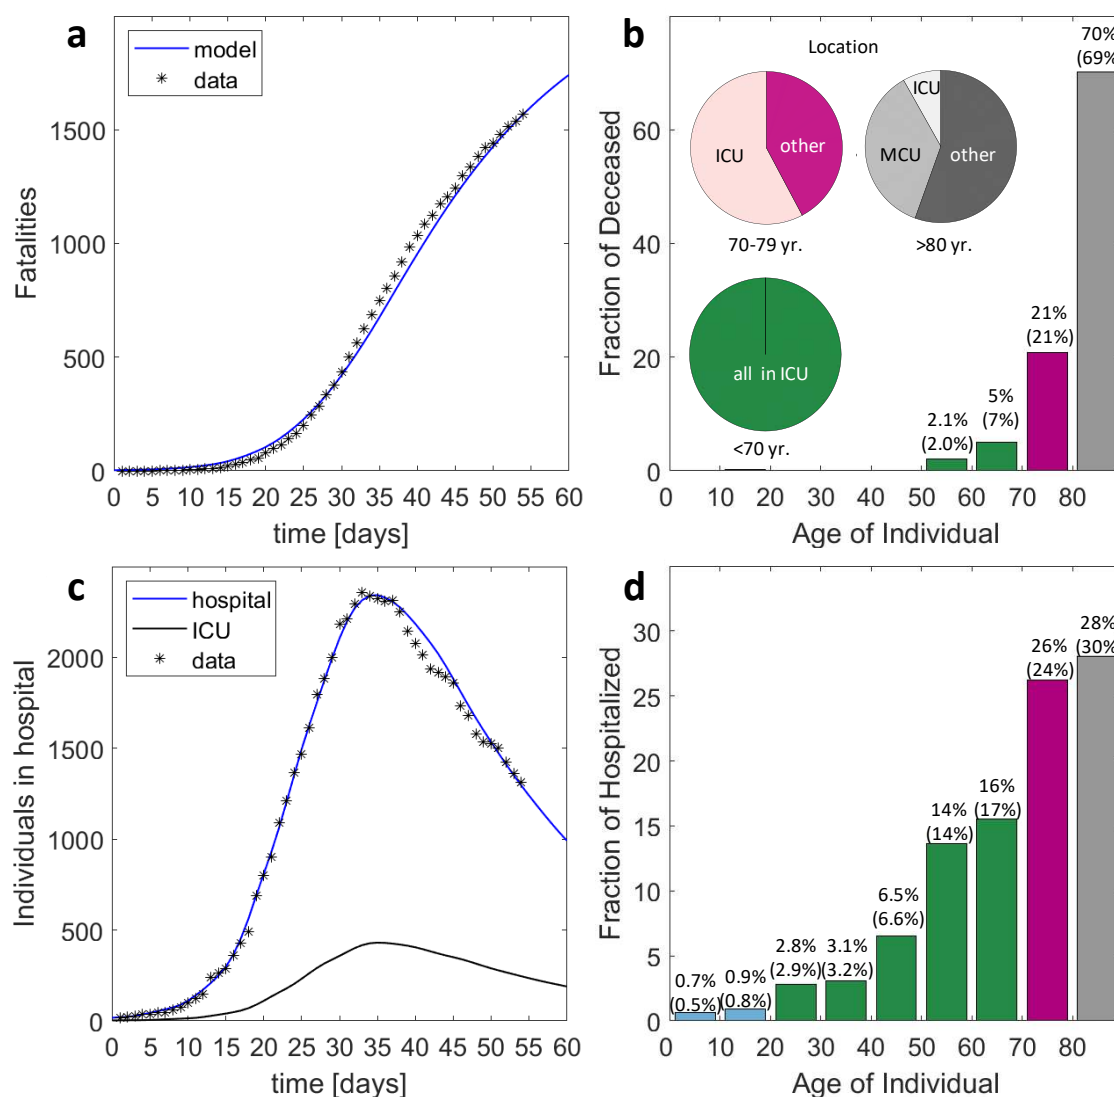 a
model
data
1500
1000
500
0
Fatalities
0 5 10 15 20 25 30 35 40 45 50 55 60
time [days]
b
Location
ICU
other
70-79 yr.
ICU
MCU
other
>80 yr.
all in ICU
<70 yr.
2.1%
(2.0%)
5%
(7%)
21%
(21%)
70%
(69%
60
40
20
0
Fraction of Deceased
0 10 20 30 40 50 60 70 80
Age of Individual
c
hospital
ICU
data
2000
1500
1000
500
0
Individuals in hospital
0 5 10 15 20 25 30 35 40 45 50 55 60
time [days]
d
0.7%
(0.5%)
0.9%
(0.8%)
2.8%
(2.9%)
3.1%
(3.2%)
6.5%
(6.6%)
14%
(14%)
16%
(17%)
26%
(24%)
28%
(30%
30
25
20
15
10
5
0
Fraction of Hospitalized
0 10 20 30 40 50 60 70 80
Age of Individual